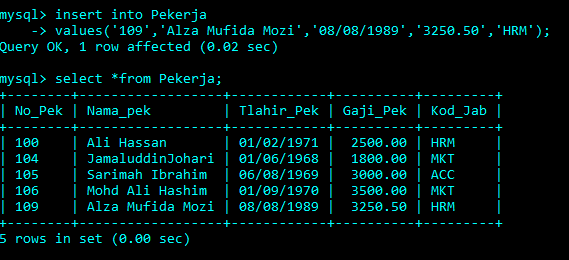 mysql> insert into Pekerja
    -> values('109','Alza Mufida Mozi','08/08/1989','3250.50','HRM');
Query OK, 1 row affected (0.02 sec)
mysql> select *from Pekerja;
+--------+------------------+-------------+----------+---------+
| No_Pek | Nama_pek         | Tlahir_Pek | Gaji_Pek | Kod_Jab |
+--------+------------------+-------------+----------+---------+
| 100    | Ali Hassan       | 01/02/1971 |  2500.00 | HRM     |
| 104    | JamaluddinJohari | 01/06/1968 |  1800.00 | MKT     |
| 105    | Sarimah Ibrahim  | 06/08/1969 |  3000.00 | ACC     |
| 106    | Mohd Ali Hashim  | 01/09/1970 |  3500.00 | MKT     |
| 109    | Alza Mufida Mozi | 08/08/1989 |  3250.50 | HRM     |
+--------+------------------+-------------+----------+---------+
5 rows in set (0.00 sec)